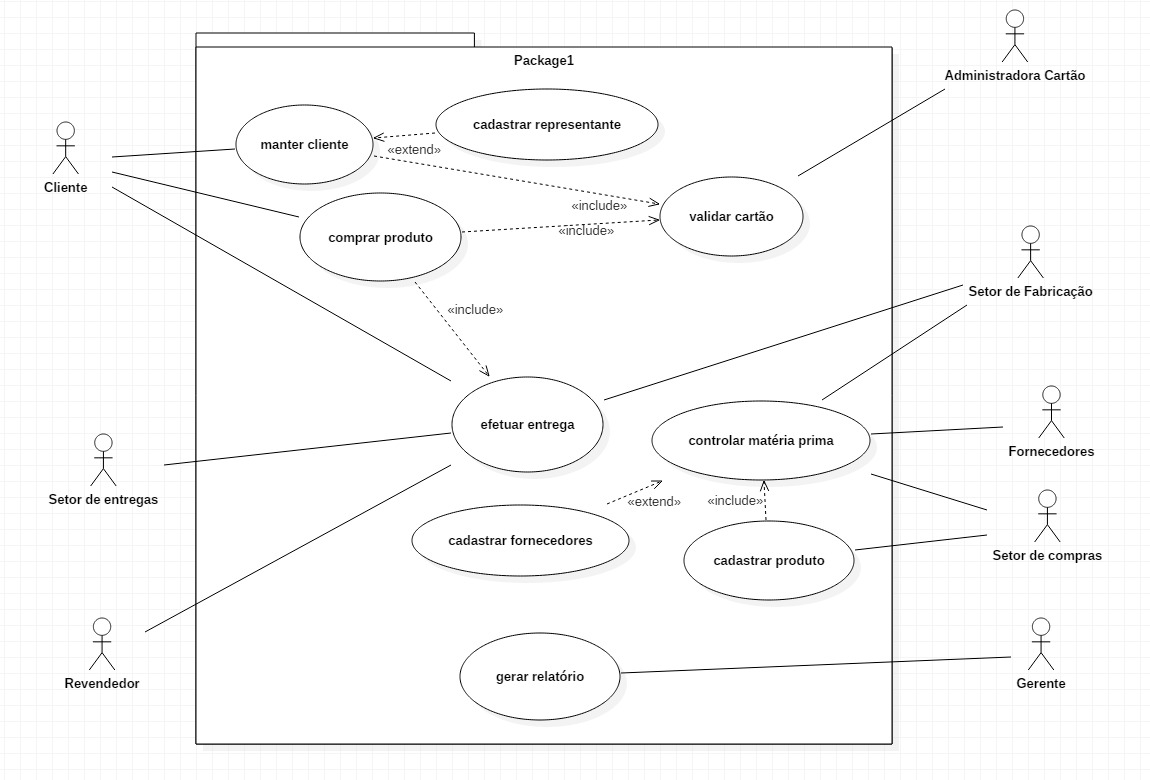 Administradora Cartão
Package1
cadastrar representante
manter cliente
«extend»
Cliente
«include»
validar cartão
«include»
comprar produto
Setor de Fabricação
«include»
efetuar entrega
controlar matéria prima
Fornecedores
Setor de entregas
«extend»
«include»
cadastrar fornecedores
cadastrar produto
Setor de compras
gerar relatório
Revendedor
Gerente